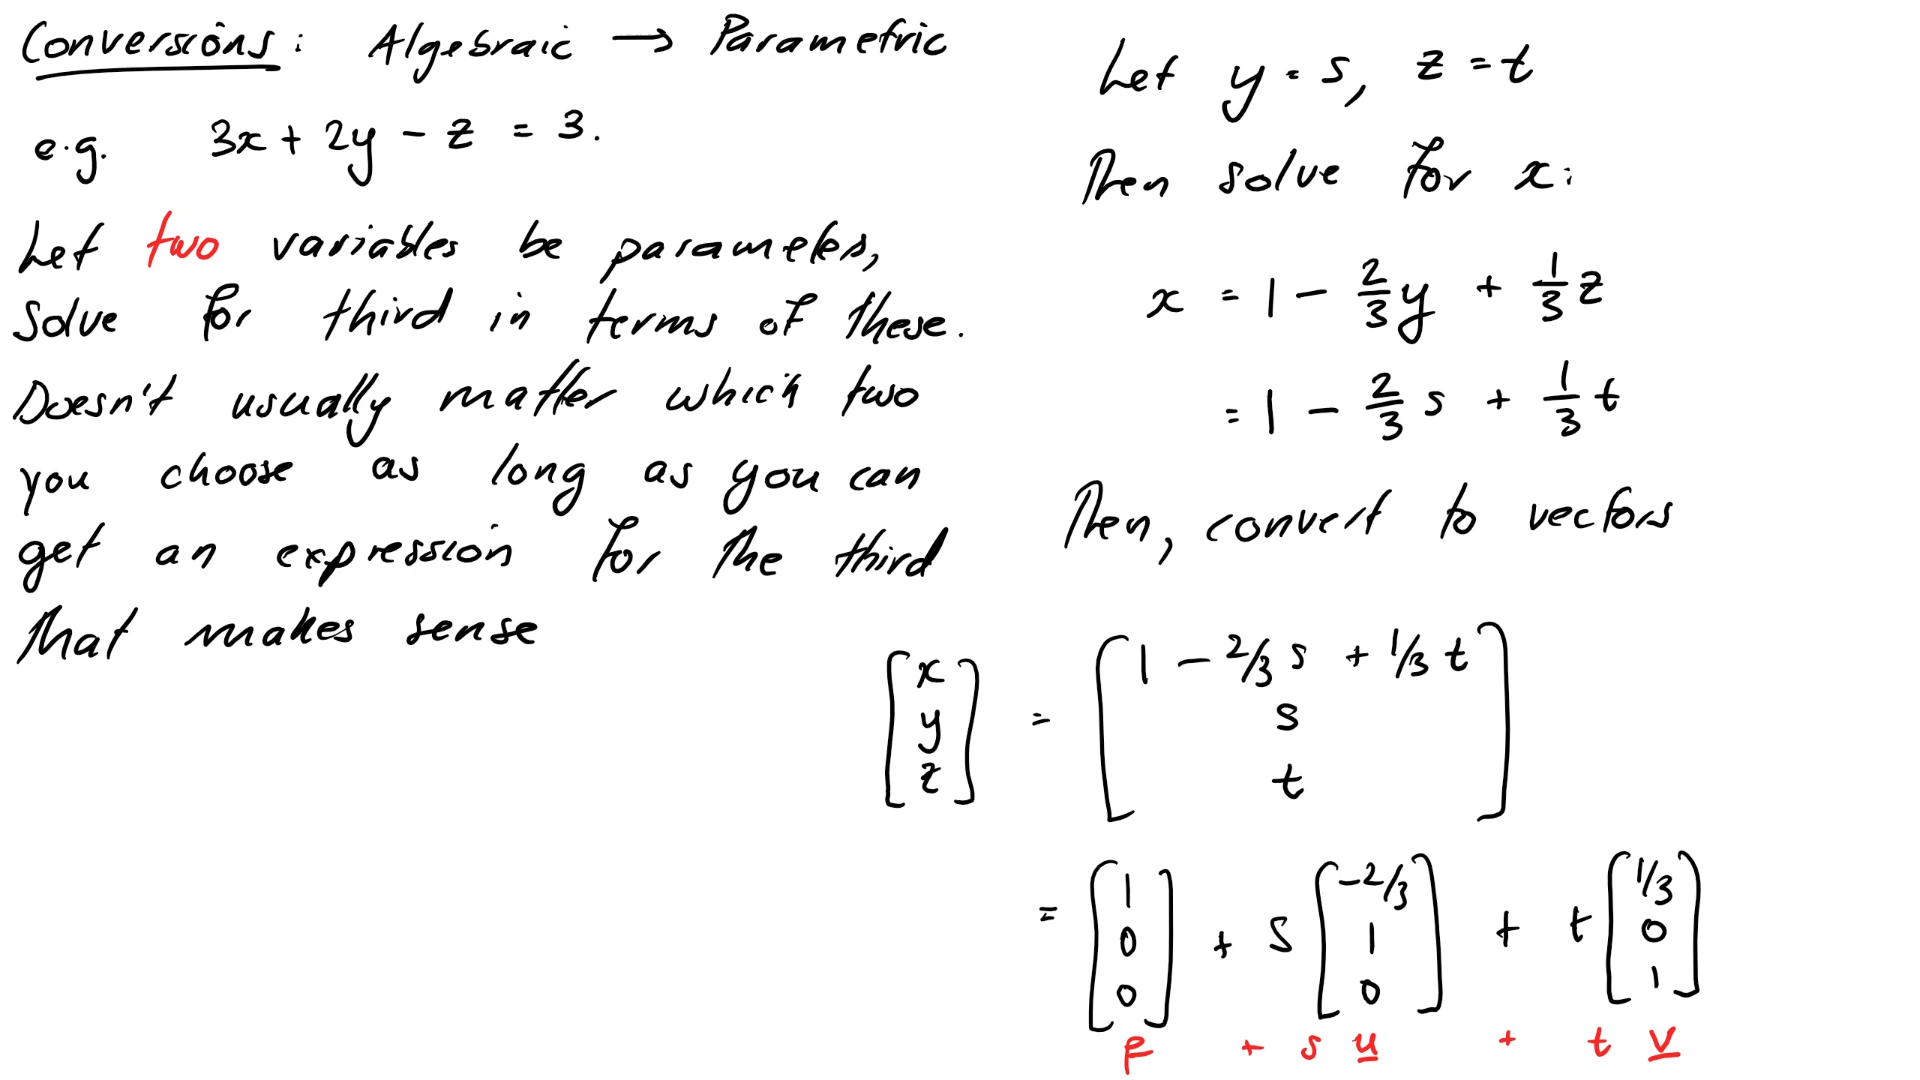 Conversions: Algebraic → Parametric
e.g. 3x + 2y - z = 3.
Let two variables be parameters,
Solve for third in terms of these.
Doesn't usually matter which two
you choose as long as you can
get an expression for the third
that makes sense
Let y = s, z = t
Then solve for x:
x = 1 - 2/3 y + 1/3 z
= 1 - 2/3 s + 1/3 t
Then, convert to vectors
[x y z] = [1 - 2/3 s + 1/3 t s t]
= [1 0 0] + s [-2/3 1 0] + t [1/3 0 1]
p + s u + t v